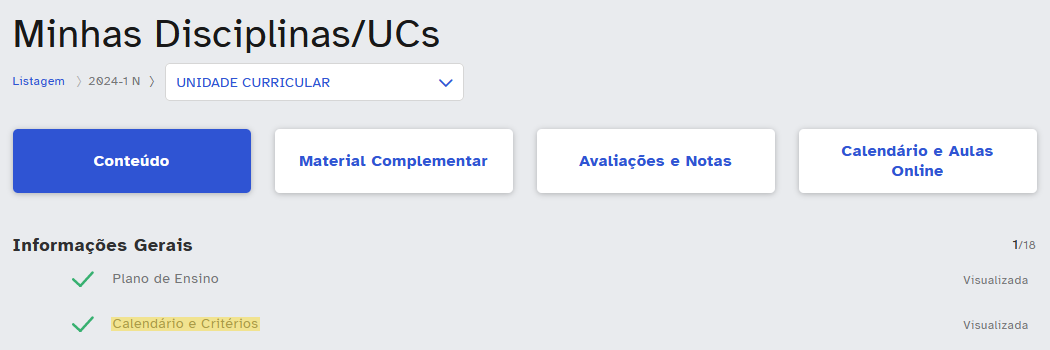 Minhas Disciplinas/UCs
Listagem 〉 2024-1 N 〉 UNIDADE CURRICULAR
Conteúdo
Material Complementar
Avaliações e Notas
Calendário e Aulas
Online
Informações Gerais 1/18
Plano de Ensino Visualizada
Calendário e Critérios Visualizada